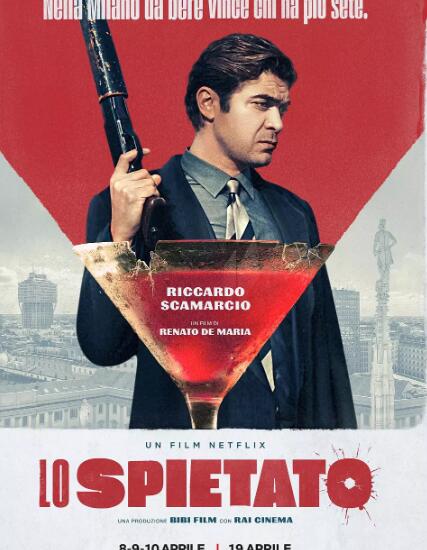 Nella Milano da bere vince chi ha più sete.
RICCARDO
SCAMARCIO
UN FILM DI
RENATO DE MARIA
UN FILM NETFLIX
LO SPIETATO
UNA PRODUZIONE BIBI FILM CON RAI CINEMA
8-9-10 APRILE | 19 APRILE